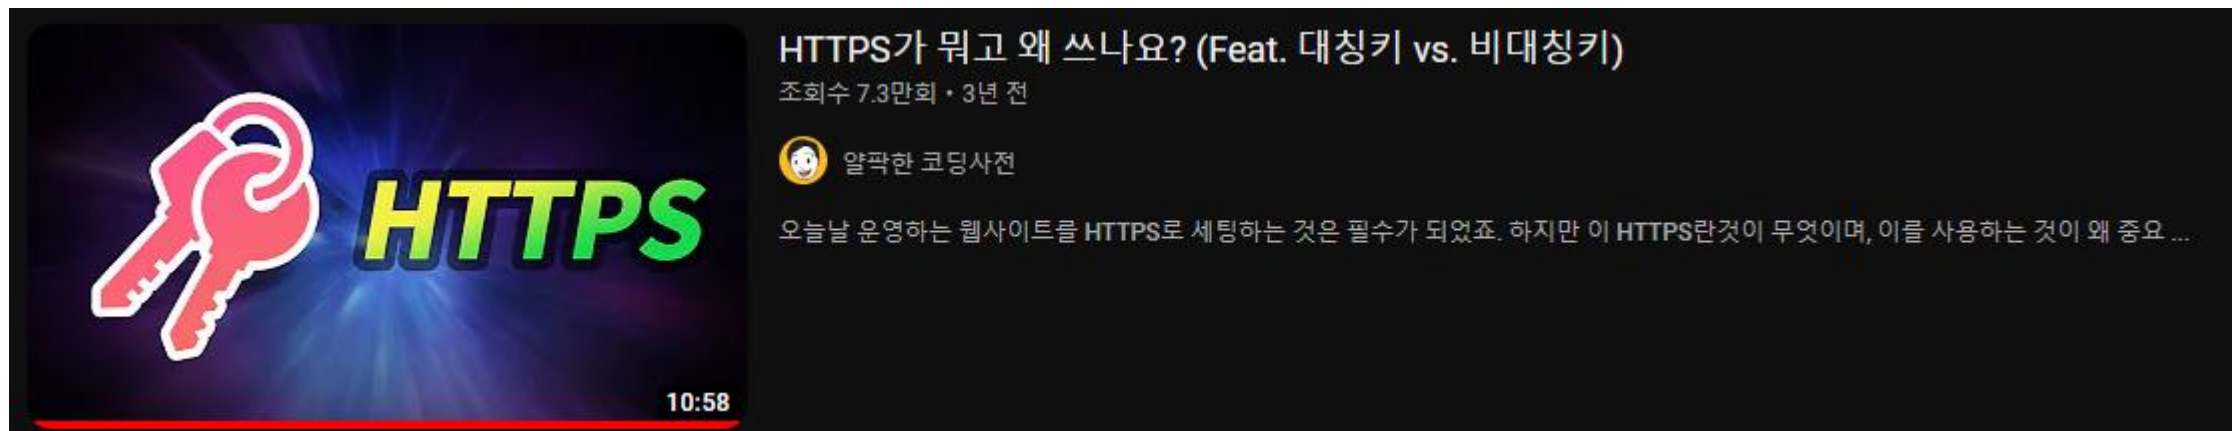 HTTPS
10:58
HTTPS가 뭐고 왜 쓰나요? (Feat. 대칭키 vs. 비대칭키)
조회수 7.3만회 • 3년 전
얄팍한 코딩사전
오늘날 운영하는 웹사이트를 HTTPS로 세팅하는 것은 필수가 되었죠. 하지만 이 HTTPS란것이 무엇이며, 이를 사용하는 것이 왜 중요 ...